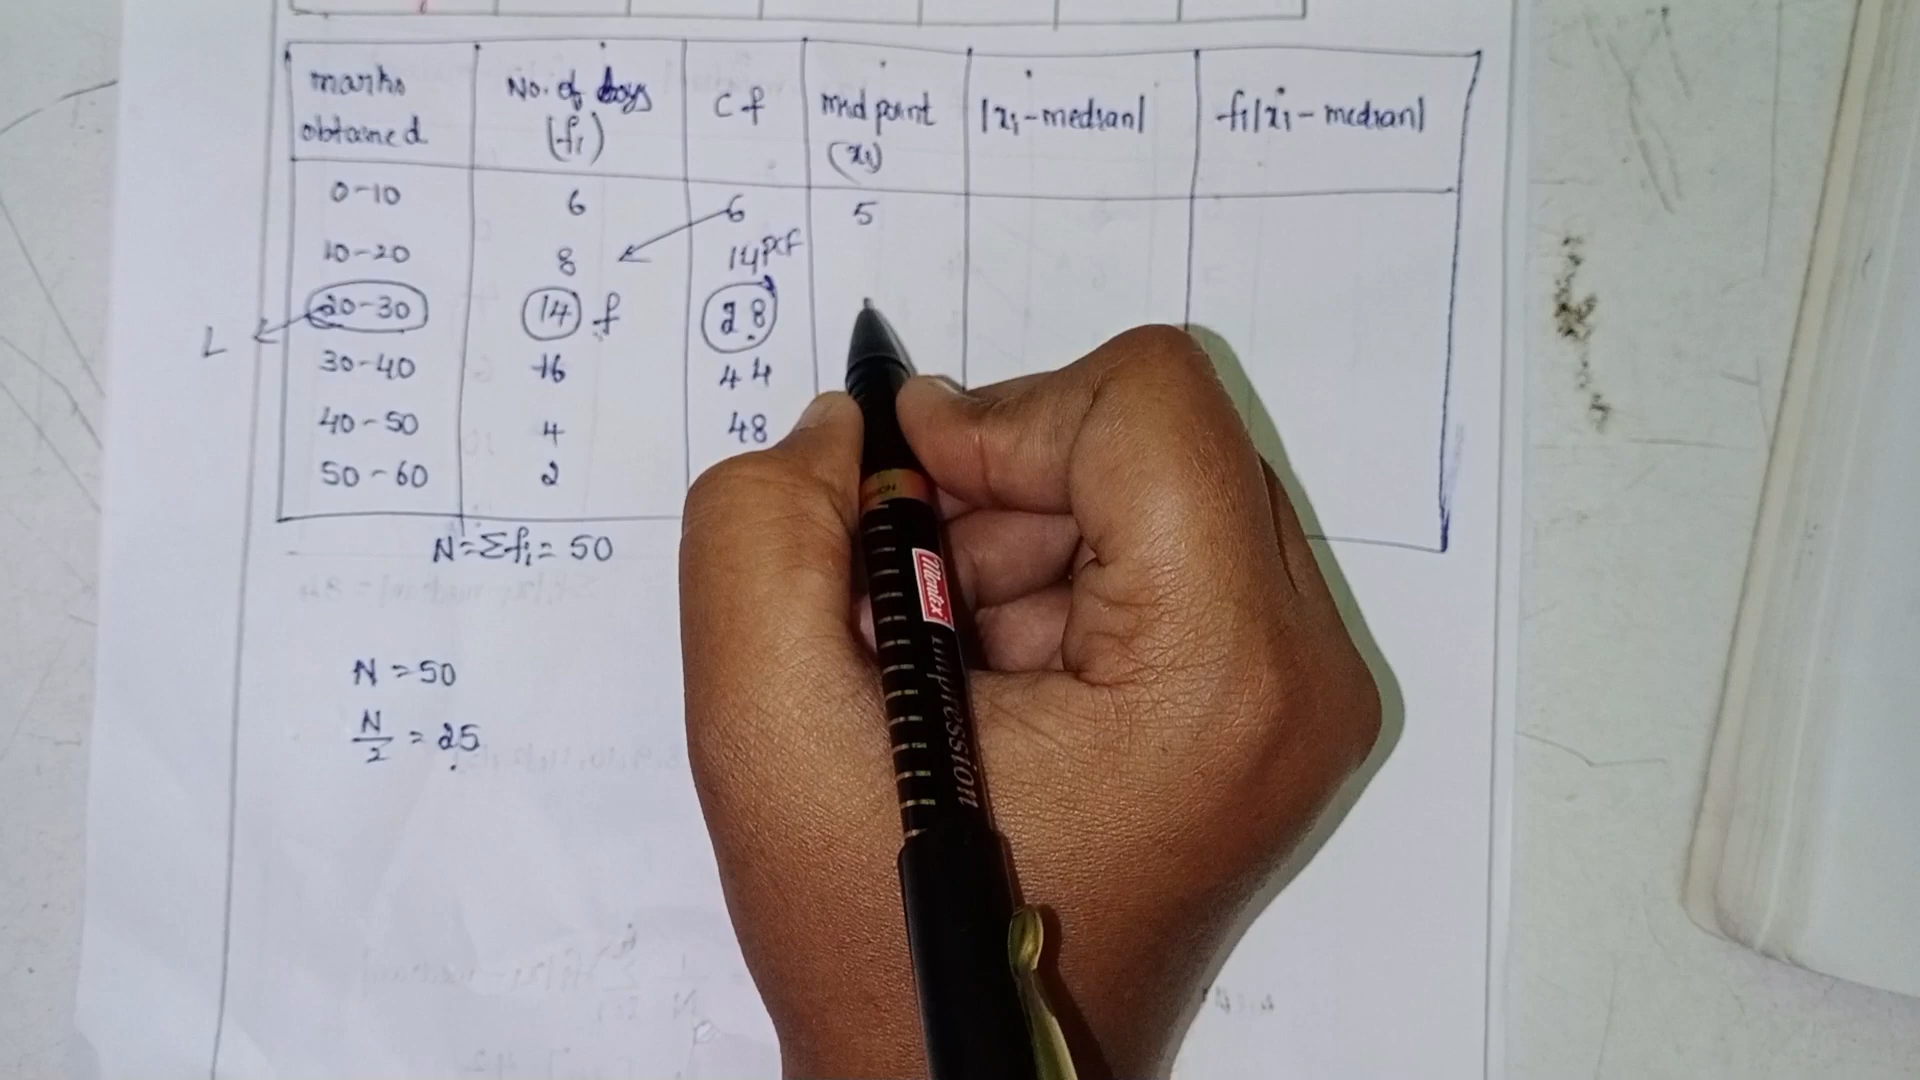 marks obtained No. of boys (fi) Cf mid point (xi) |xi - median| fi|xi - median|
0-10 6 6 5
10-20 8 14 pcf
L 20-30 14 f 28
30-40 16 44
40-50 4 48
50-60 2
N=Σfi = 50
N = 50
N/2 = 25
Montex
impression